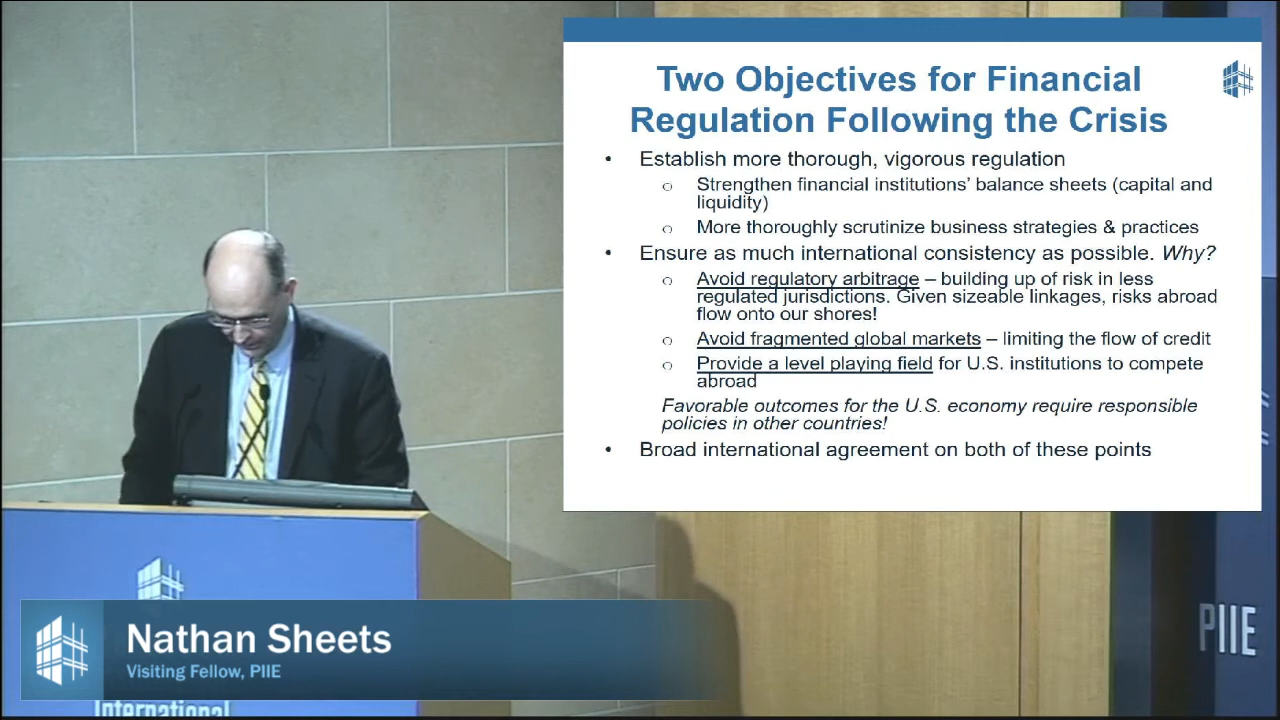 Two Objectives for Financial
Regulation Following the Crisis
• Establish more thorough, vigorous regulation
o Strengthen financial institutions' balance sheets (capital and
liquidity)
o More thoroughly scrutinize business strategies & practices
• Ensure as much international consistency as possible. Why?
o Avoid regulatory arbitrage – building up of risk in less
regulated jurisdictions. Given sizeable linkages, risks abroad
flow onto our shores!
o Avoid fragmented global markets – limiting the flow of credit
o Provide a level playing field for U.S. institutions to compete
abroad
Favorable outcomes for the U.S. economy require responsible
policies in other countries!
• Broad international agreement on both of these points
PIIE
Nathan Sheets
Visiting Fellow, PIIE
International